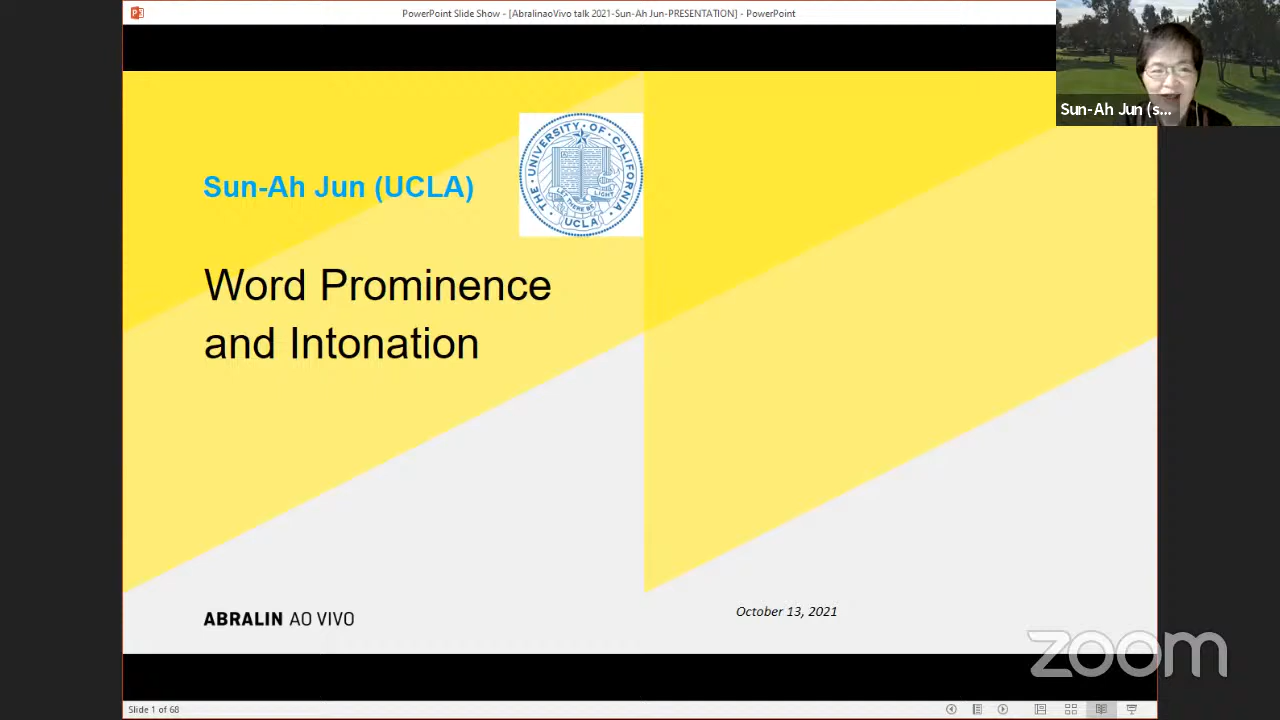 PowerPoint Slide Show - [AbralinaoVivo talk 2021-Sun-Ah Jun-PRESENTATION] - PowerPoint
Sun-Ah Jun (s...
Sun-Ah Jun (UCLA)
THE · UNIVERSITY · OF · CALIFORNIA
LET THERE BE LIGHT
UCLA
Word Prominence
and Intonation
ABRALIN AO VIVO
October 13, 2021
zoom
Slide 1 of 68